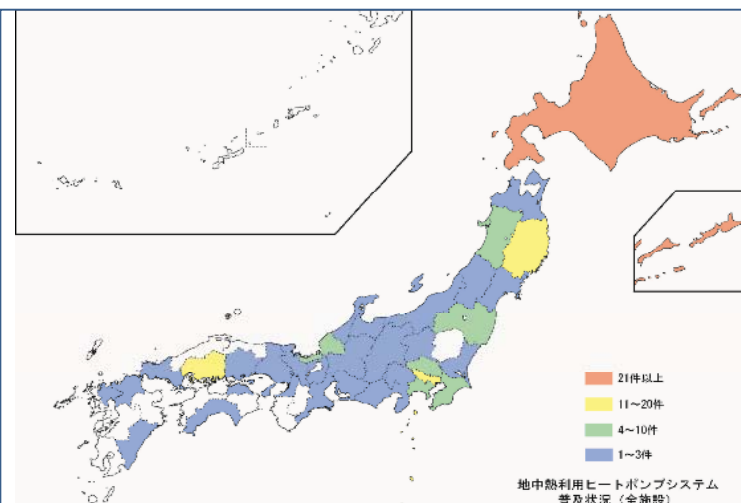 21件以上
11～20件
4～10件
1～3件
地中熱利用ヒートポンプシステム
普及状況（全施設）